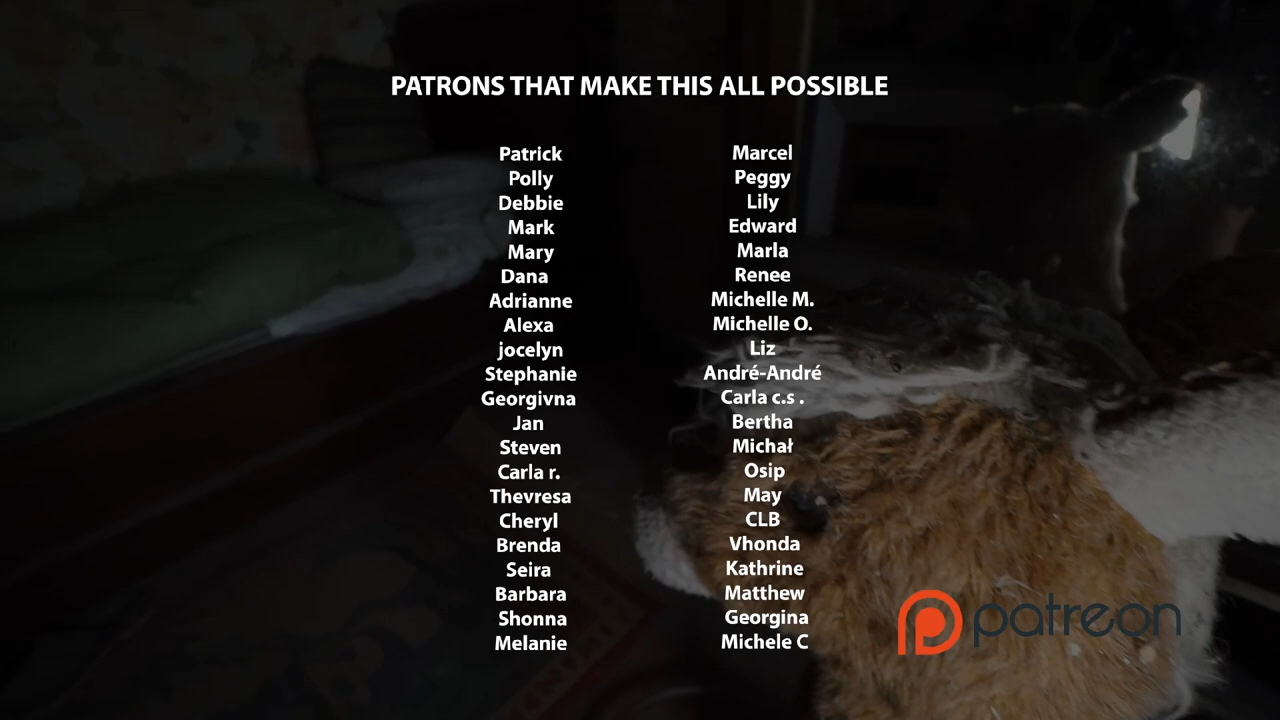 PATRONS THAT MAKE THIS ALL POSSIBLE
Patrick
Polly
Debbie
Mark
Mary
Dana
Adrianne
Alexa
jocelyn
Stephanie
Georgivna
Jan
Steven
Carla r.
Thevresa
Cheryl
Brenda
Seira
Barbara
Shonna
Melanie
Marcel
Peggy
Lily
Edward
Marla
Renee
Michelle M.
Michelle O.
Liz
André-André
Carla c.s .
Bertha
Michał
Osip
May
CLB
Vhonda
Kathrine
Matthew
Georgina
Michele C
patreon